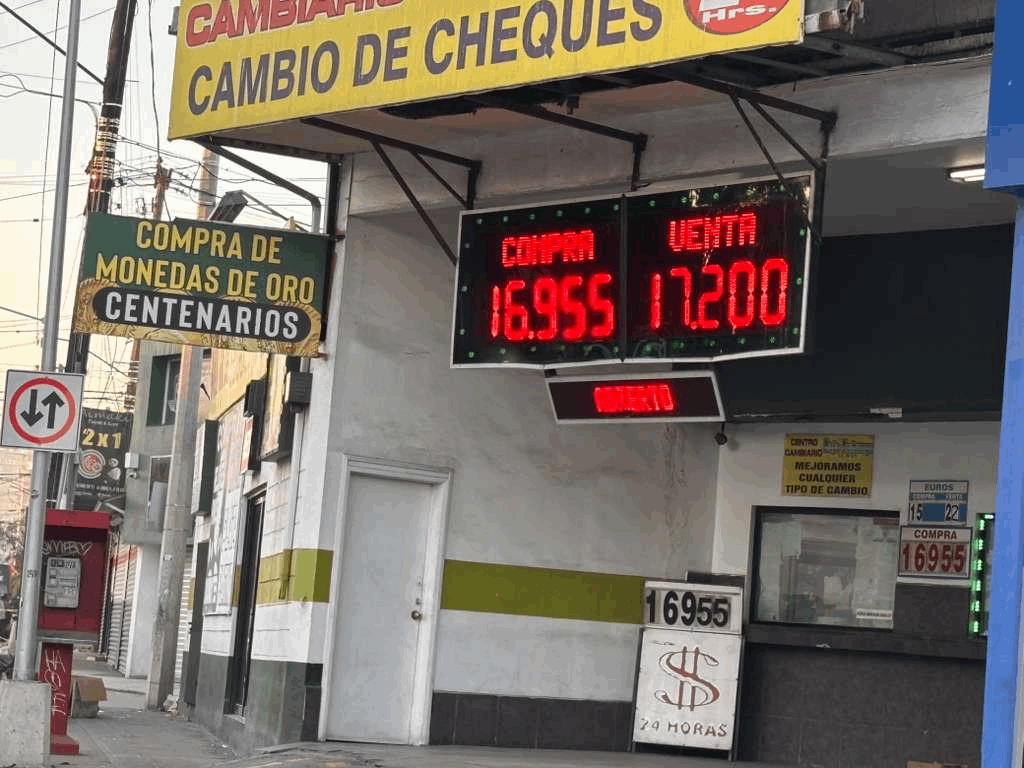 CAMBIARIO
CAMBIO DE CHEQUES
Hrs.
COMPRA DE
MONEDAS DE ORO
CENTENARIOS
COMPRA
16.955
VENTA
17.200
ABIERTO
2x1
CENTRO
CAMBIARIO
MEJORAMOS
CUALQUIER
TIPO DE CAMBIO
EUROS
COMPRA VENTA
15 22
COMPRA
16955
16955
$
24 HORAS